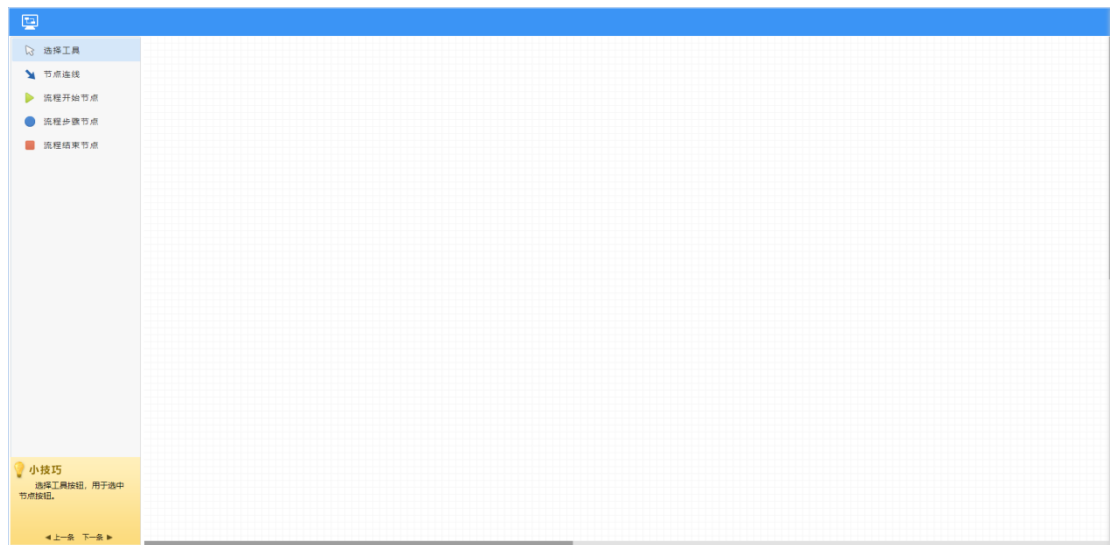 选择工具
节点连线
流程开始节点
流程步骤节点
流程结束节点
小技巧
选择工具按钮，用于选中
节点按钮。
◀上一条 下一条▶